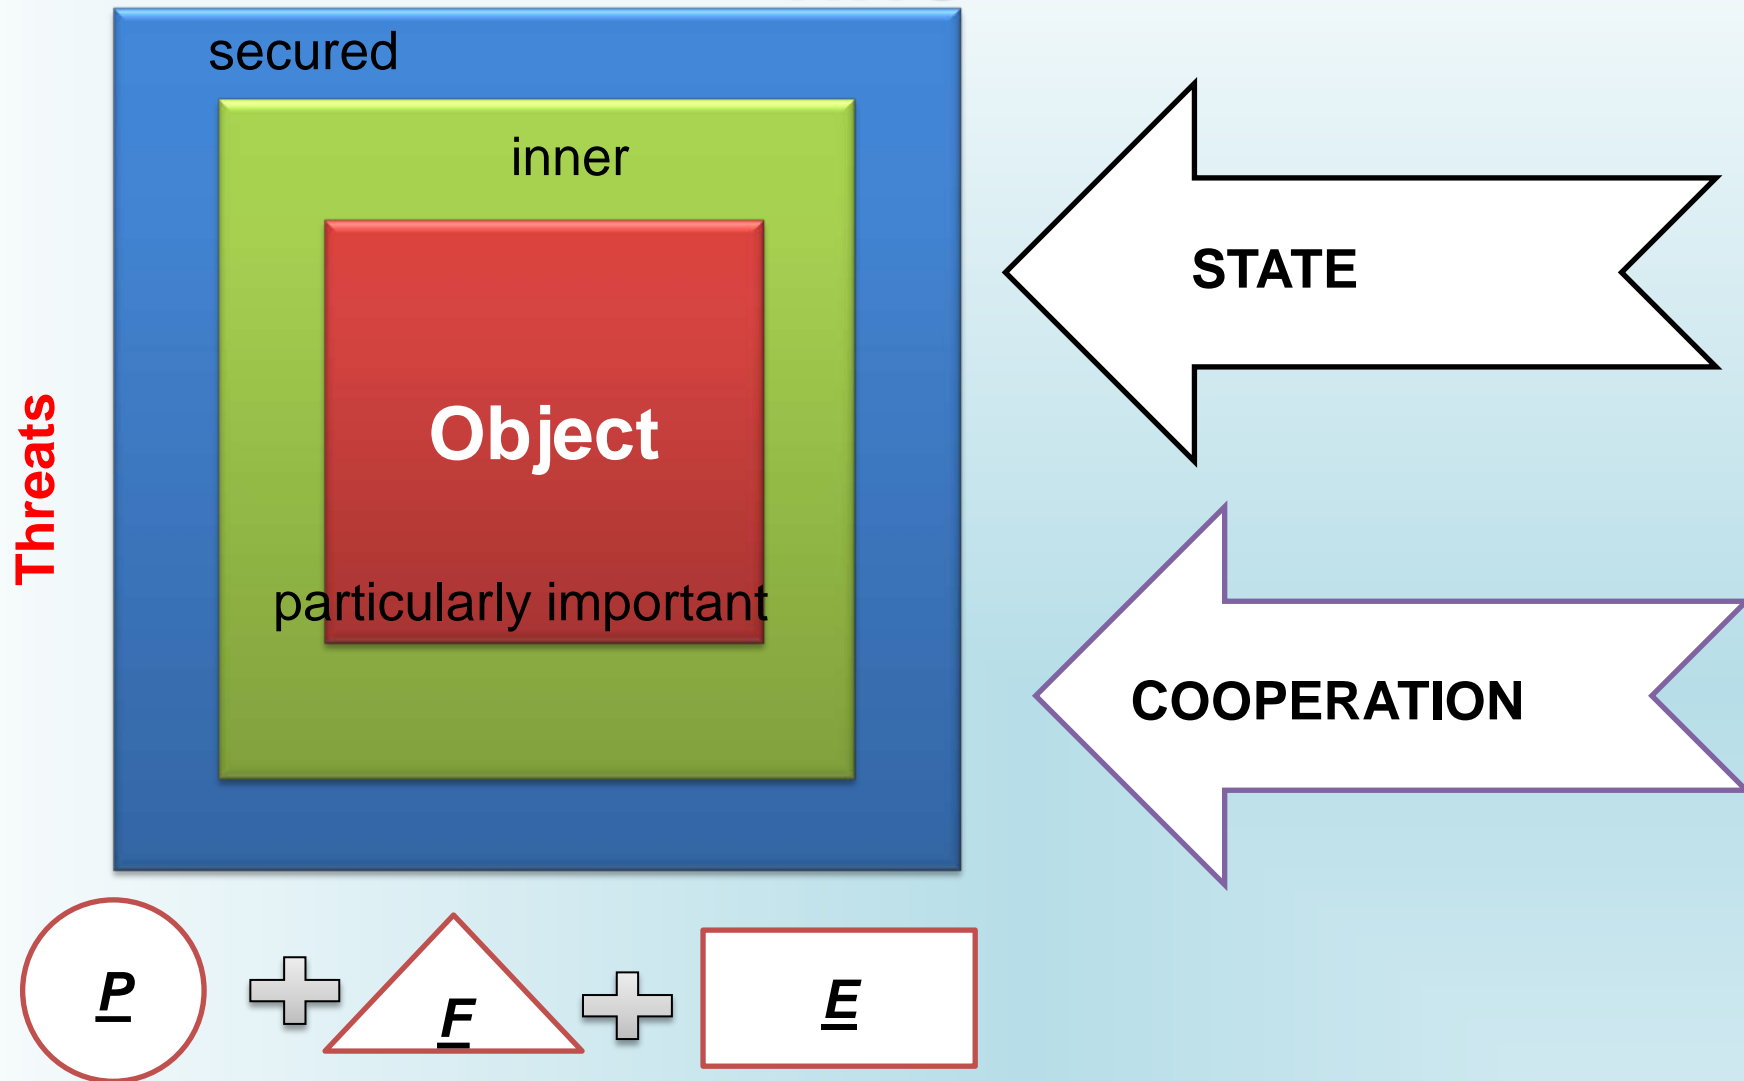 secured
inner
STATE
Threats
Object
particularly important
COOPERATION
P
F
E